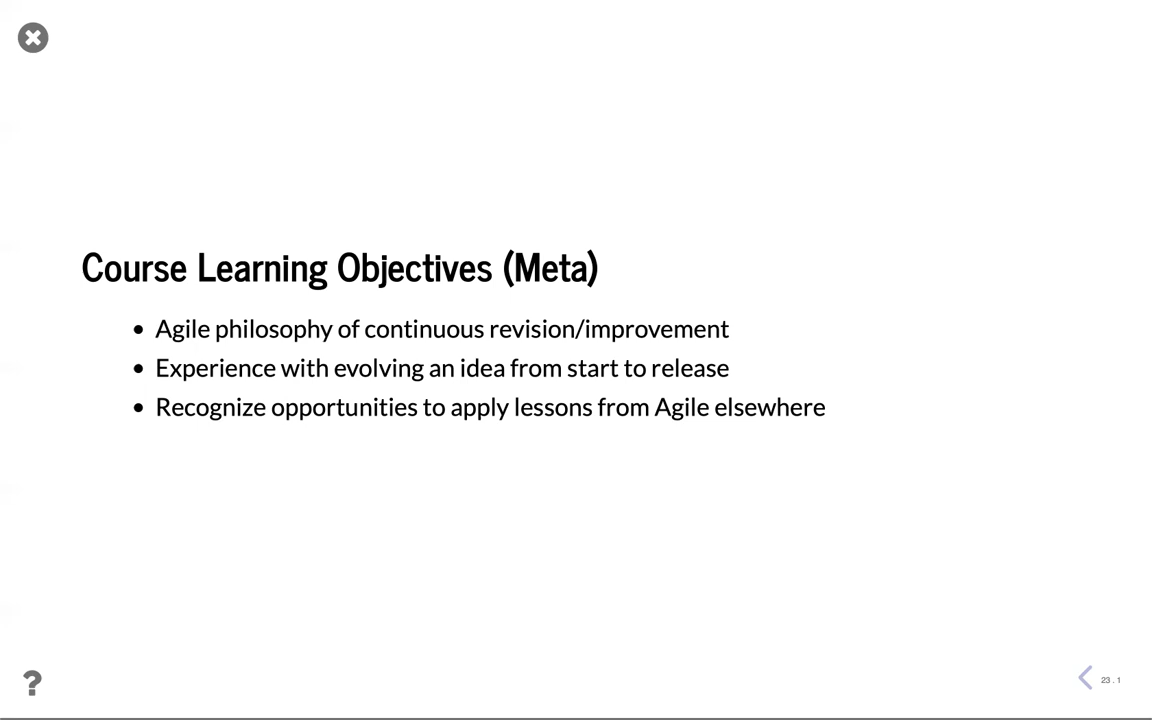 Course Learning Objectives (Meta)
• Agile philosophy of continuous revision/improvement
• Experience with evolving an idea from start to release
• Recognize opportunities to apply lessons from Agile elsewhere
?
23 . 1